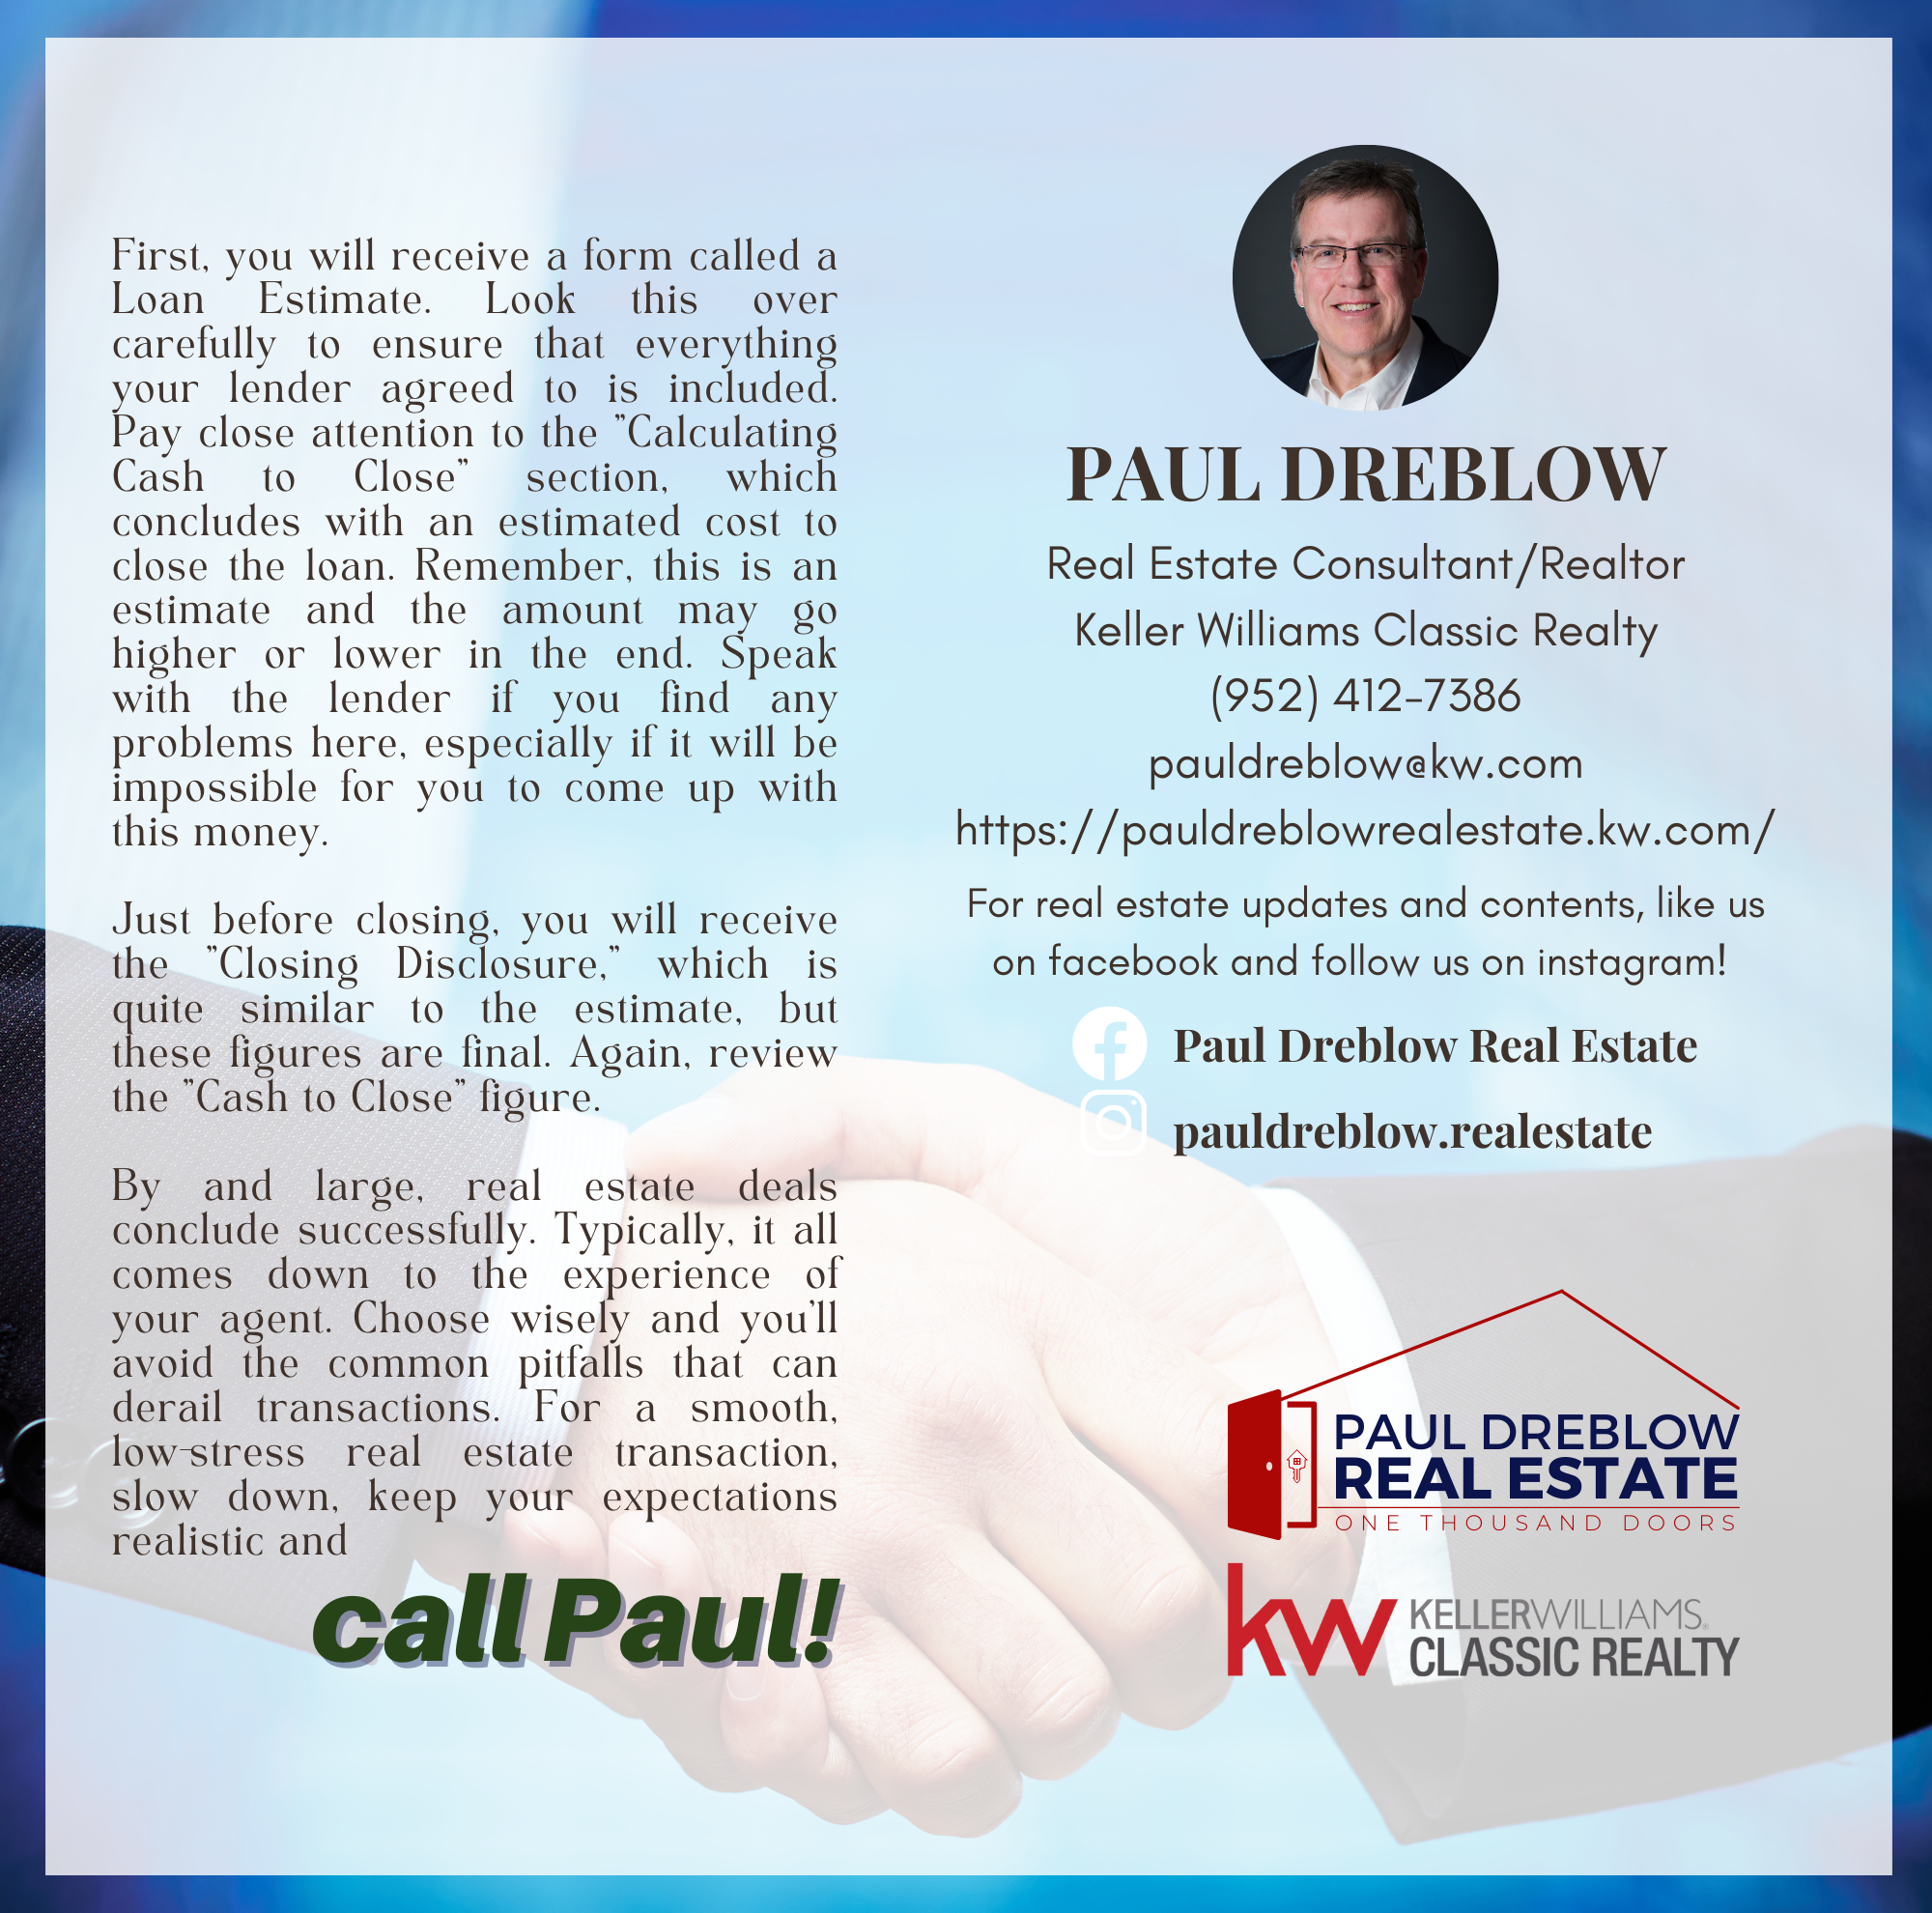 First, you will receive a form called a
Loan Estimate. Look this over
carefully to ensure that everything
your lender agreed to is included.
Pay close attention to the "Calculating
Cash to Close" section, which
concludes with an estimated cost to
close the loan. Remember, this is an
estimate and the amount may go
higher or lower in the end. Speak
with the lender if you find any
problems here, especially if it will be
impossible for you to come up with
this money.
Just before closing, you will receive
the "Closing Disclosure," which is
quite similar to the estimate, but
these figures are final. Again, review
the "Cash to Close" figure.
By and large, real estate deals
conclude successfully. Typically, it all
comes down to the experience of
your agent. Choose wisely and you'll
avoid the common pitfalls that can
derail transactions. For a smooth,
low-stress real estate transaction,
slow down, keep your expectations
realistic and
call Paul!
PAUL DREBLOW
Real Estate Consultant/Realtor
Keller Williams Classic Realty
(952) 412-7386
pauldreblow@kw.com
https://pauldreblowrealestate.kw.com/
For real estate updates and contents, like us
on facebook and follow us on instagram!
Paul Dreblow Real Estate
pauldreblow.realestate
PAUL DREBLOW
REAL ESTATE
ONE THOUSAND DOORS
kw KELLERWILLIAMS®
CLASSIC REALTY